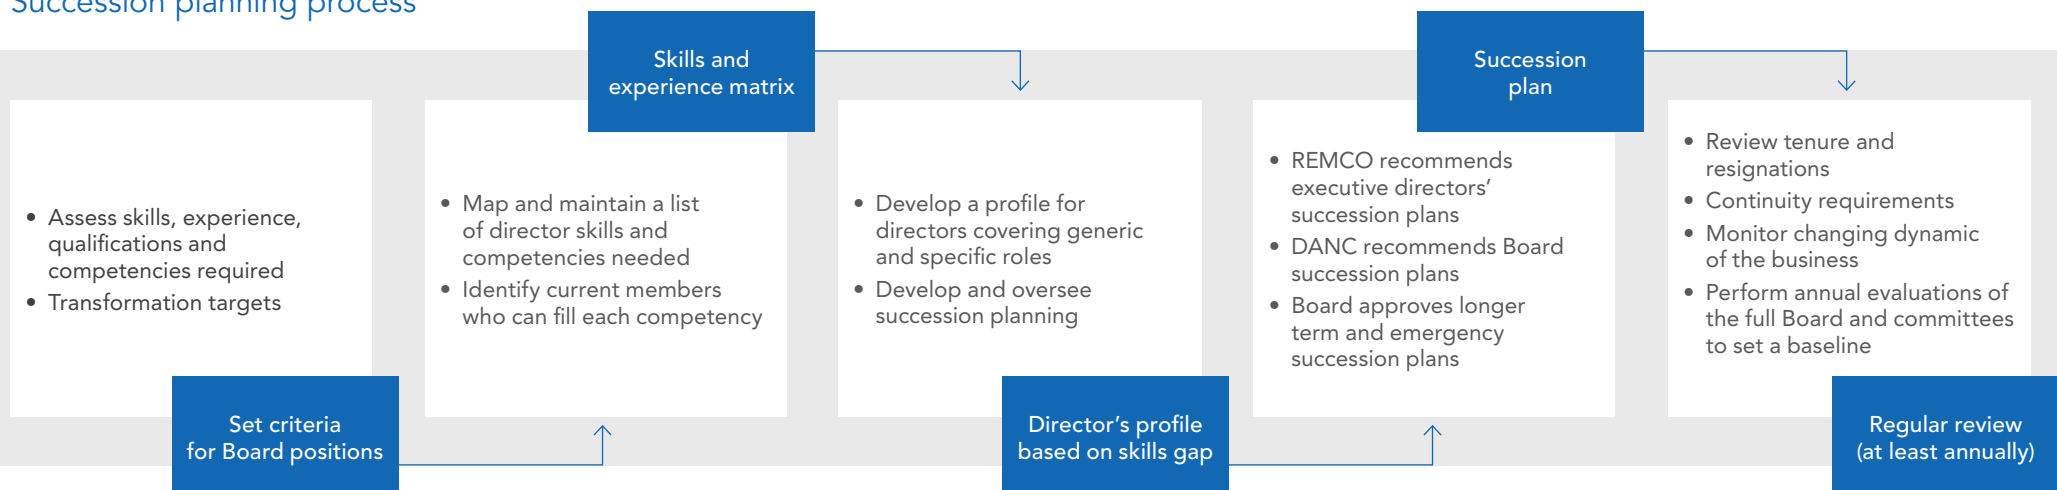 Succession planning process
• Assess skills, experience,
qualifications and
competencies required
• Transformation targets
Set criteria
for Board positions
Skills and
experience matrix
• Map and maintain a list
of director skills and
competencies needed
• Identify current members
who can fill each competency
• Develop a profile for
directors covering generic
and specific roles
• Develop and oversee
succession planning
Director’s profile
based on skills gap
Succession
plan
• REMCO recommends
executive directors’
succession plans
• DANC recommends Board
succession plans
• Board approves longer
term and emergency
succession plans
• Review tenure and
resignations
• Continuity requirements
• Monitor changing dynamic
of the business
• Perform annual evaluations of
the full Board and committees
to set a baseline
Regular review
(at least annually)